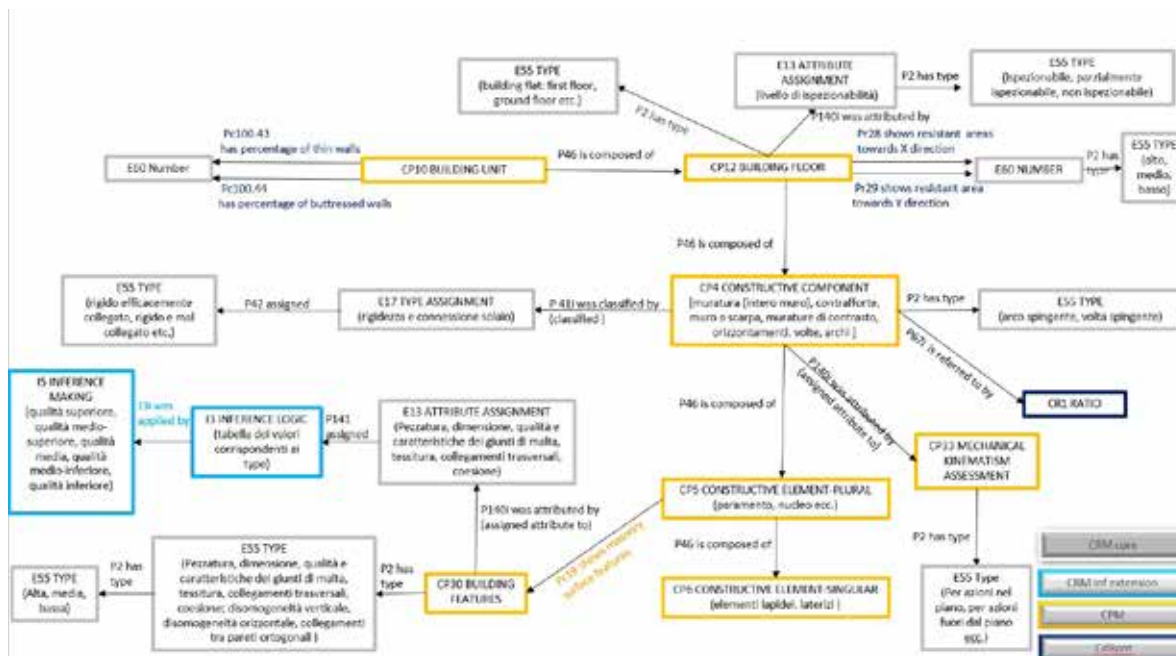 E55 TYPE
(building flat: first floor,
ground floor etc.)
E13 ATTRIBUTE
ASSIGNMENT
(livello di ispezionabilità)
P2 has type
E55 TYPE
(Ispezionabile, parzialmente
ispezionabile, non ispezionabile)
P2 has type
P140i was attributed by
Pc100.43
has percentage of thin walls
E60 Number
CP10 BUILDING UNIT
P46 is composed of
CP12 BUILDING FLOOR
Pr28 shows resistant areas
towards X direction
E60 NUMBER
P2 has
type
E55 TYPE
(alto,
medio,
basso)
Pc100.44
has percentage of buttressed walls
Pr29 shows resistant area
towards Y direction
P46 is composed of
E55 TYPE
(rigido efficacemente
collegato, rigido e mal
collegato etc.)
P42 assigned
E17 TYPE ASSIGNMENT
(rigidezza e connessione solaio)
P 41i was classified by
(classified )
CP4 CONSTRUCTIVE COMPONENT
(muratura (intero muro), contrafforte,
muro a scarpa, murature di contrasto,
orizzontamenti, volte, archi )
P2 has type
E55 TYPE
(arco spingente, volta spingente)
P67i is referred to by
CR1 RATIO
I5 INFERENCE
MAKING
(qualità superiore,
qualità medio-
superiore, qualità
media, qualità
medio-inferiore,
qualità inferiore)
was
applied by
I3 INFERENCE LOGIC
(tabella dei valori
corrispondenti ai
type)
P141
assigned
E13 ATTRIBUTE ASSIGNMENT
(Pezzatura, dimensione, qualità e
caratteristiche dei giunti di malta,
tessitura, collegamenti trasversali,
coesione)
P46 is composed of
P140i was attributed by
(assigned attribute to)
CP33 MECHANICAL
KINEMATISM
ASSESSMENT
CP5 CONSTRUCTIVE ELEMENT-PLURAL
(paramento, nucleo ecc.)
P140i was attributed by
(assigned attribute to)
Pr19 shows masonry
surface features
P46 is composed of
P2 has type
E55 TYPE
(Alta, media,
bassa)
P2 has
type
E55 TYPE
(Pezzatura, dimensione, qualità e
caratteristiche dei giunti di malta,
tessitura, collegamenti trasversali,
coesione; disomogeneità verticale,
disomogeneità orizzontale, collegamenti
tra pareti ortogonali )
P2 has
type
CP30 BUILDING
FEATURES
CP6 CONSTRUCTIVE ELEMENT-SINGULAR
(elementi lapidei, laterizi )
E55 Type
(Per azioni nel
piano, per azioni
fuori dal piano
ecc.)
CRM core
CRM inf extension
CPM